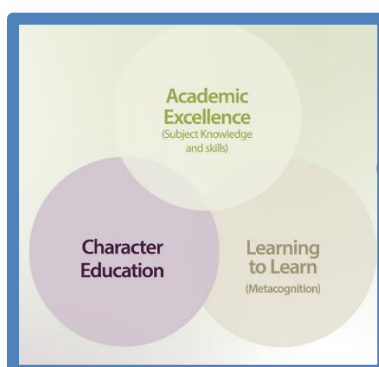 Academic
Excellence
(Subject Knowledge
and skills)
Character
Education
Learning
to Learn
(Metacognition)